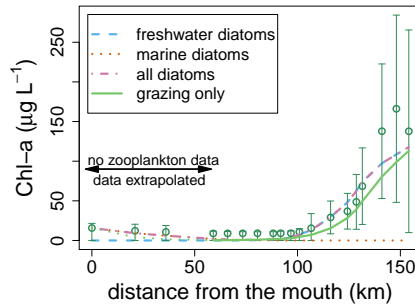 Chl−a (µg L−1)
0 50 150 250
freshwater diatoms
marine diatoms
all diatoms
grazing only
no zooplankton data
data extrapolated
0 50 100 150
distance from the mouth (km)